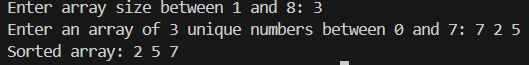 Enter array size between 1 and 8: 3
Enter an array of 3 unique numbers between 0 and 7: 7 2 5
Sorted array: 2 5 7